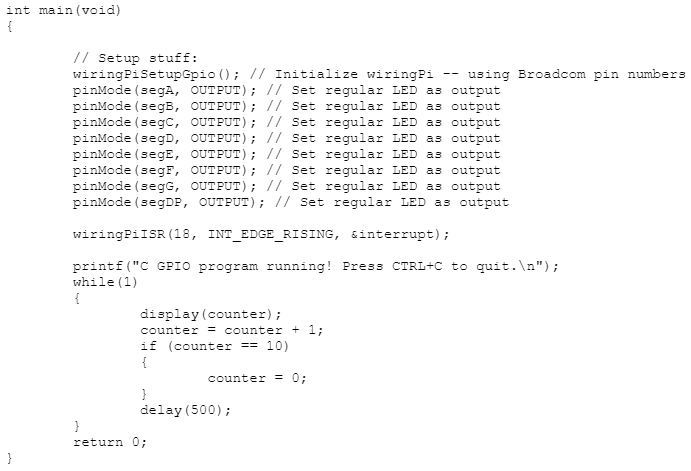 int main(void)
{
// Setup stuff:
wiringPiSetupGpio(); // Initialize wiringPi -- using Broadcom pin numbers
pinMode(segA, OUTPUT); // Set regular LED as output
pinMode(segB, OUTPUT); // Set regular LED as output
pinMode(segC, OUTPUT); // Set regular LED as output
pinMode(segD, OUTPUT); // Set regular LED as output
pinMode(segE, OUTPUT); // Set regular LED as output
pinMode(segF, OUTPUT); // Set regular LED as output
pinMode(segG, OUTPUT); // Set regular LED as output
pinMode(segDP, OUTPUT); // Set regular LED as output
wiringPiISR(18, INT_EDGE_RISING, &interrupt);
printf("C GPIO program running! Press CTRL+C to quit.\n");
while(1)
{
display(counter);
counter = counter + 1;
if (counter == 10)
{
counter = 0;
}
delay(500);
}
return 0;
}